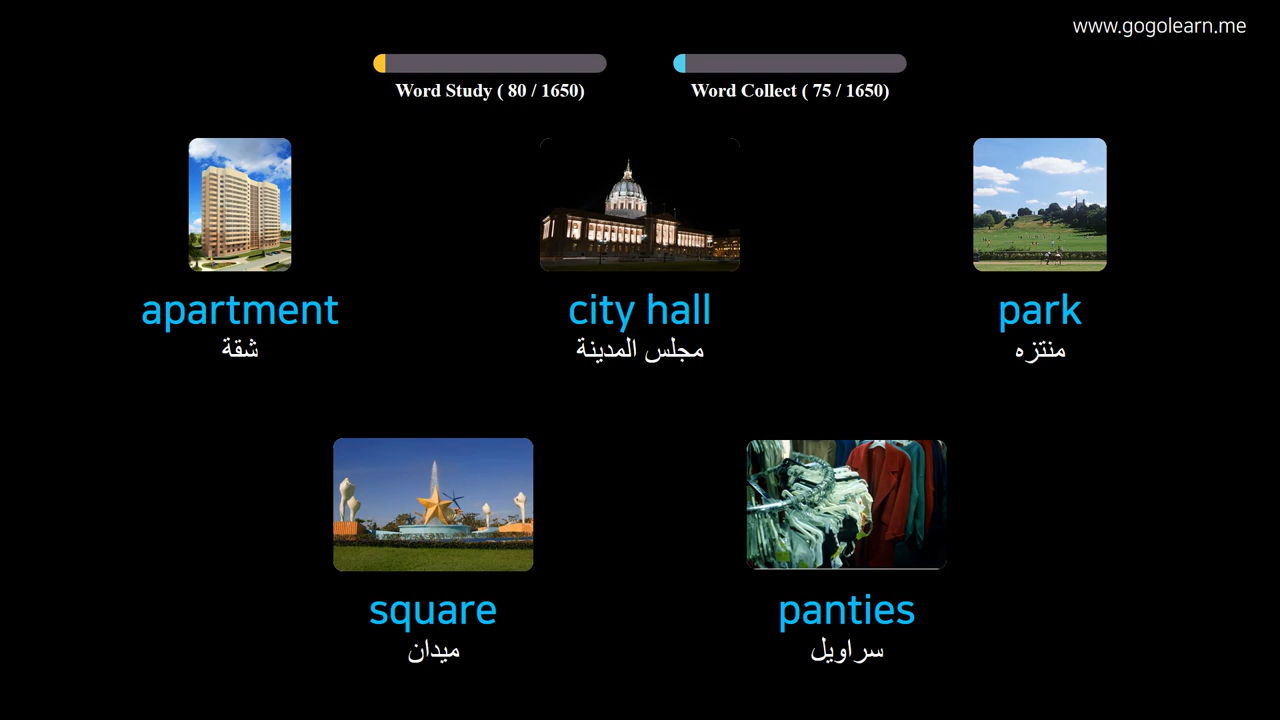 www.gogolearn.me
Word Study ( 80 / 1650)
Word Collect ( 75 / 1650)
apartment
شقة
city hall
مجلس المدينة
park
منتزه
square
ميدان
panties
سراويل